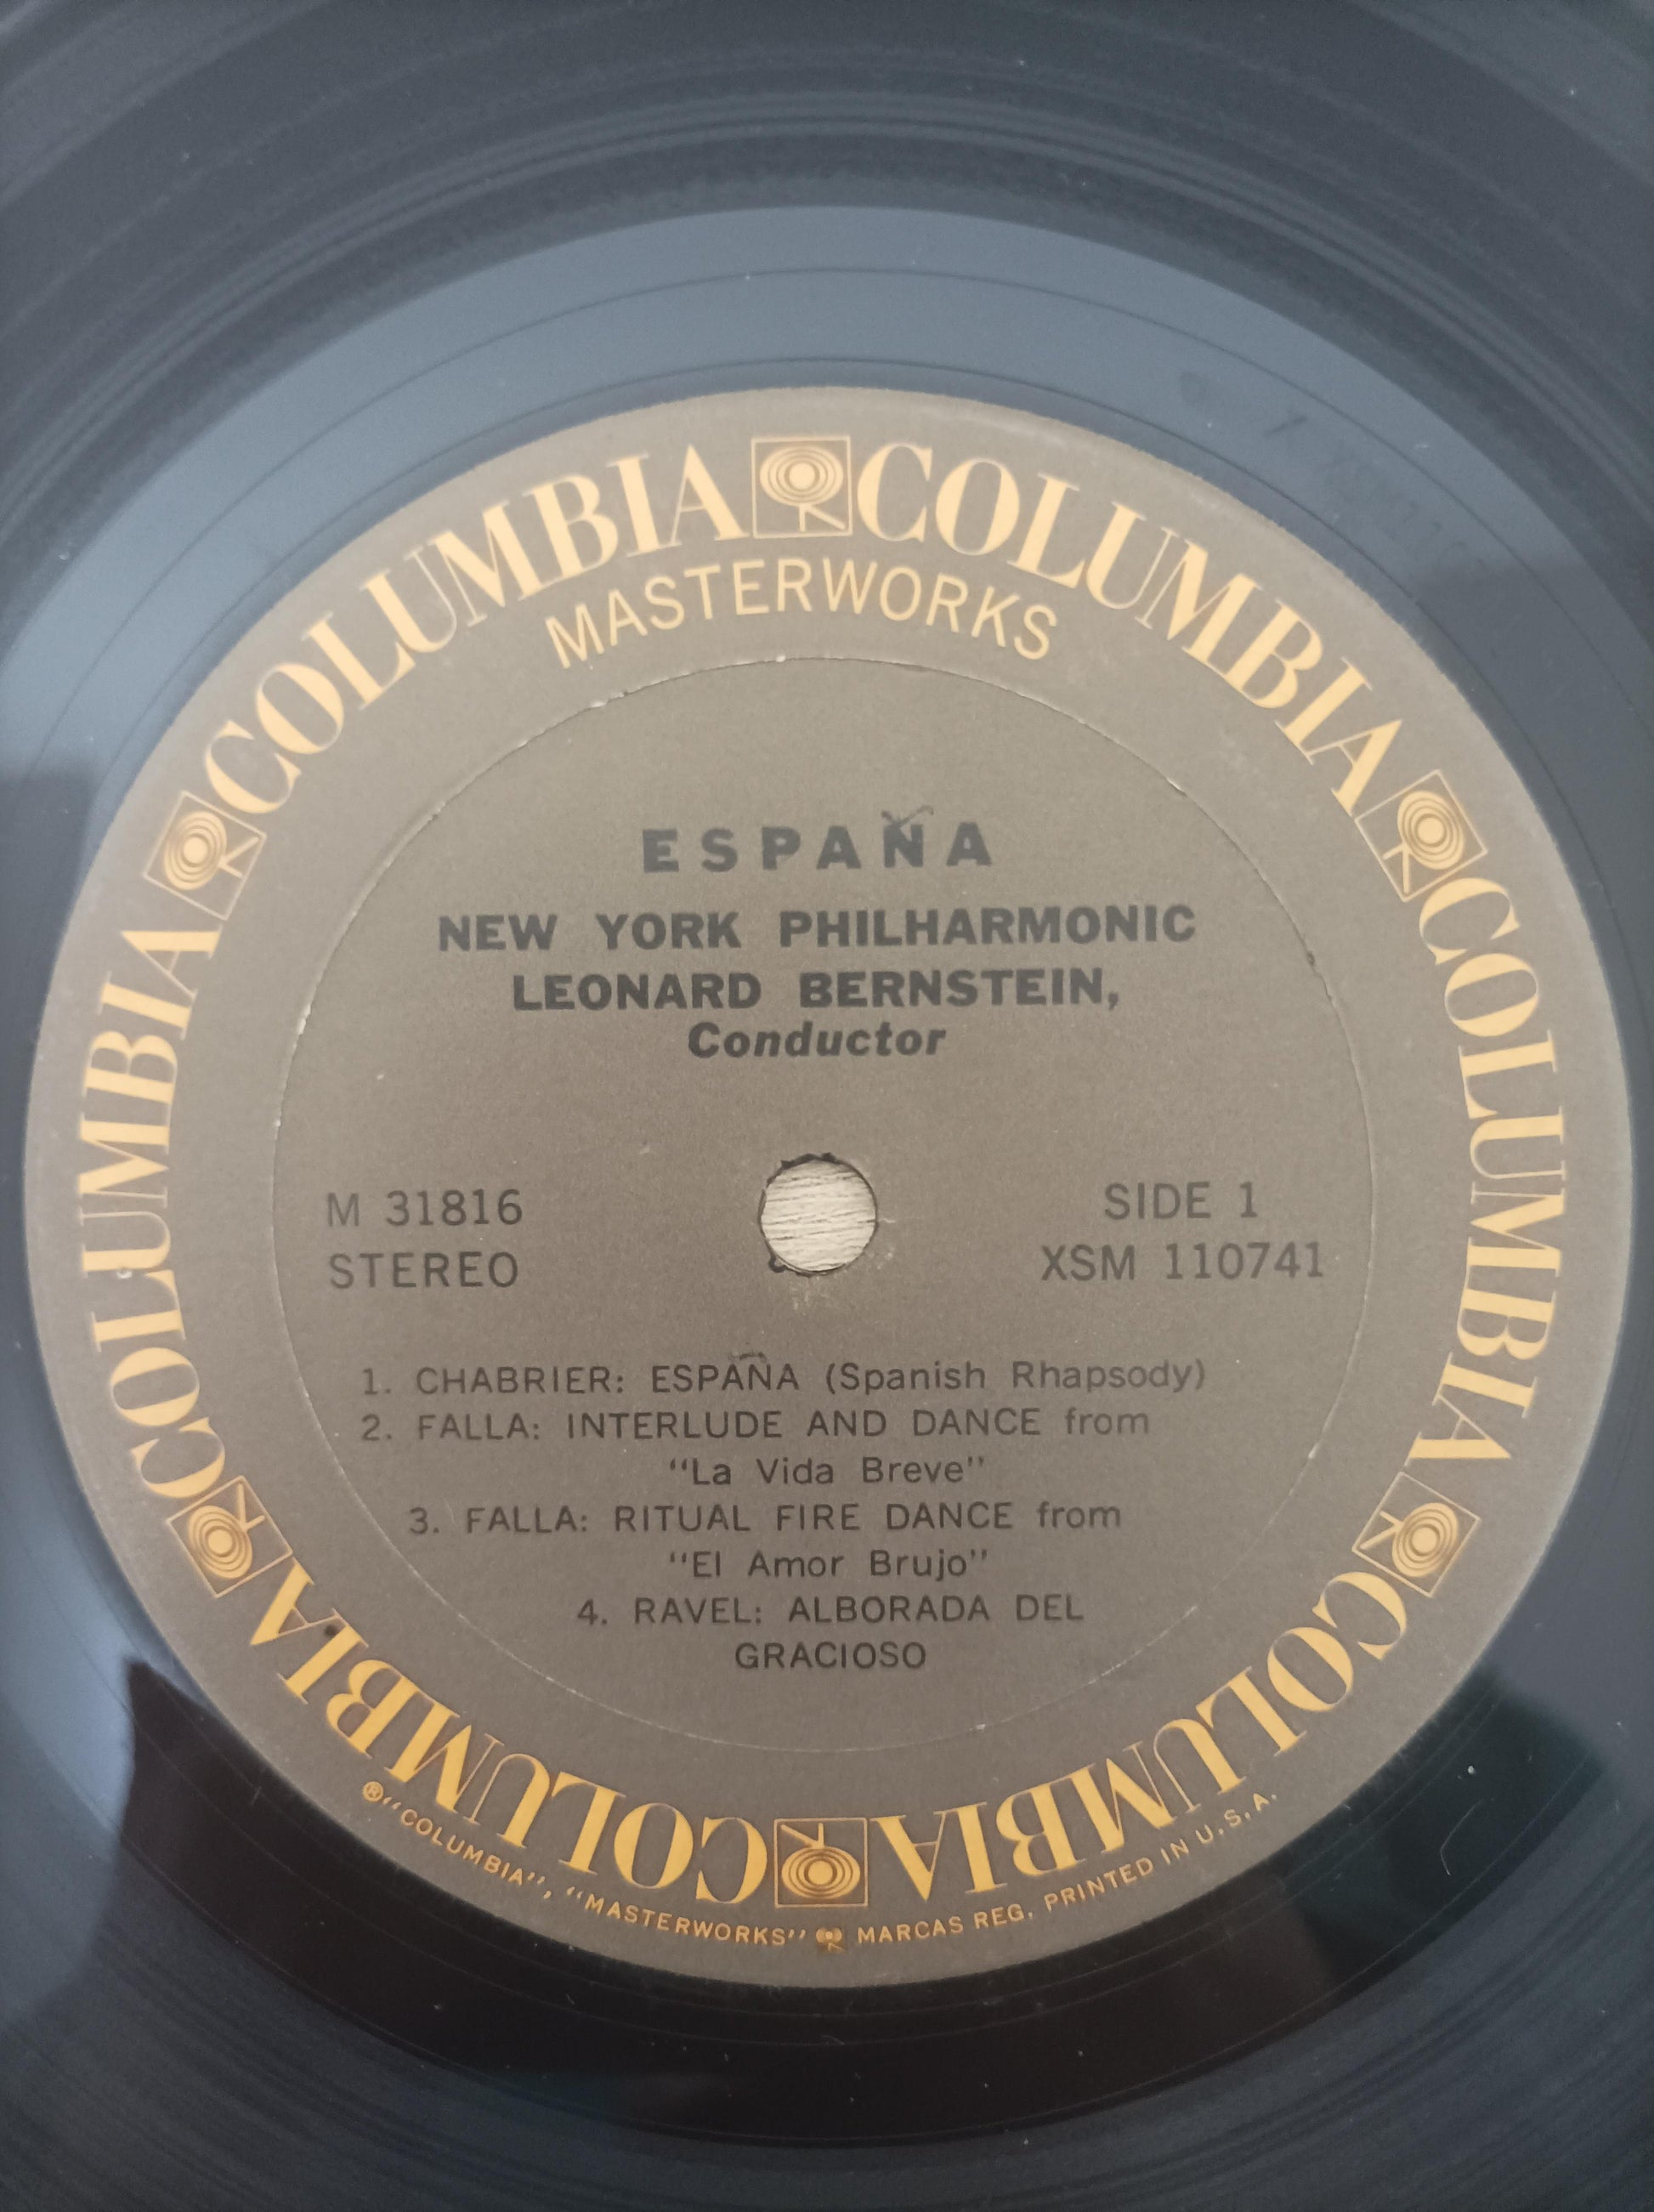 COLUMBIA COLUMBIA COLUMBIA COLUMBIA COLUMBIA COLUMBIA
MASTERWORKS
ESPAÑA
NEW YORK PHILHARMONIC
LEONARD BERNSTEIN,
Conductor
M 31816
STEREO
SIDE 1
XSM 110741
1. CHABRIER: ESPAÑA (Spanish Rhapsody)
2. FALLA: INTERLUDE AND DANCE from
"La Vida Breve"
3. FALLA: RITUAL FIRE DANCE from
"El Amor Brujo"
4. RAVEL: ALBORADA DEL
GRACIOSO
®"COLUMBIA", "MASTERWORKS" MARCAS REG. PRINTED IN U.S.A.